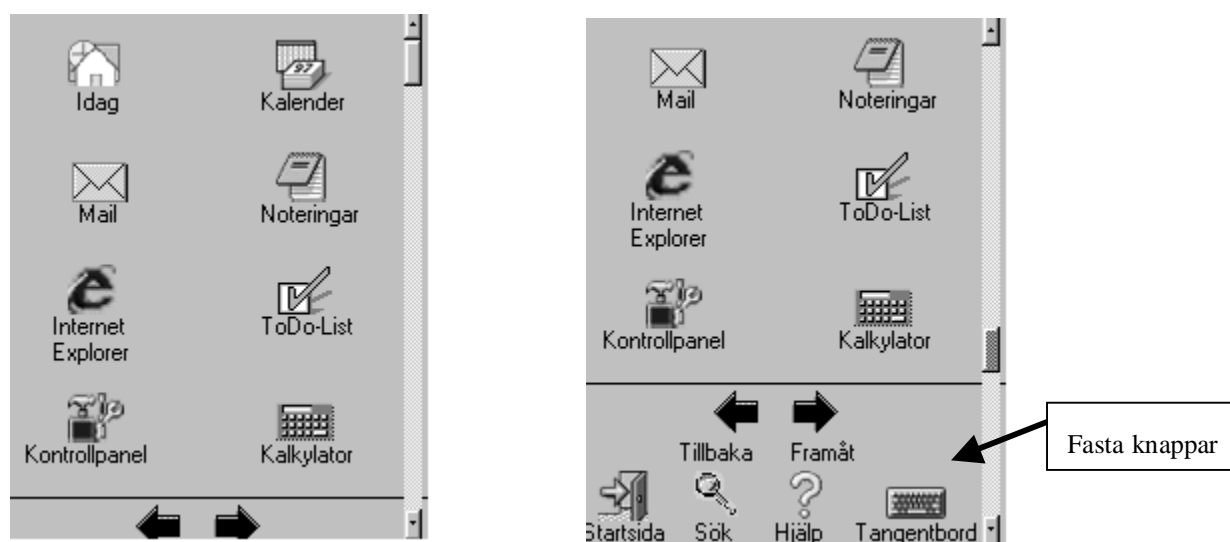 Idag Kalender
Mail Noteringar
Internet Explorer ToDo-List
Kontrollpanel Kalkylator
Mail Noteringar
Internet Explorer ToDo-List
Kontrollpanel Kalkylator
Tillbaka Framåt
Startsida Sök Hjälp Tangentbord
Fasta knappar